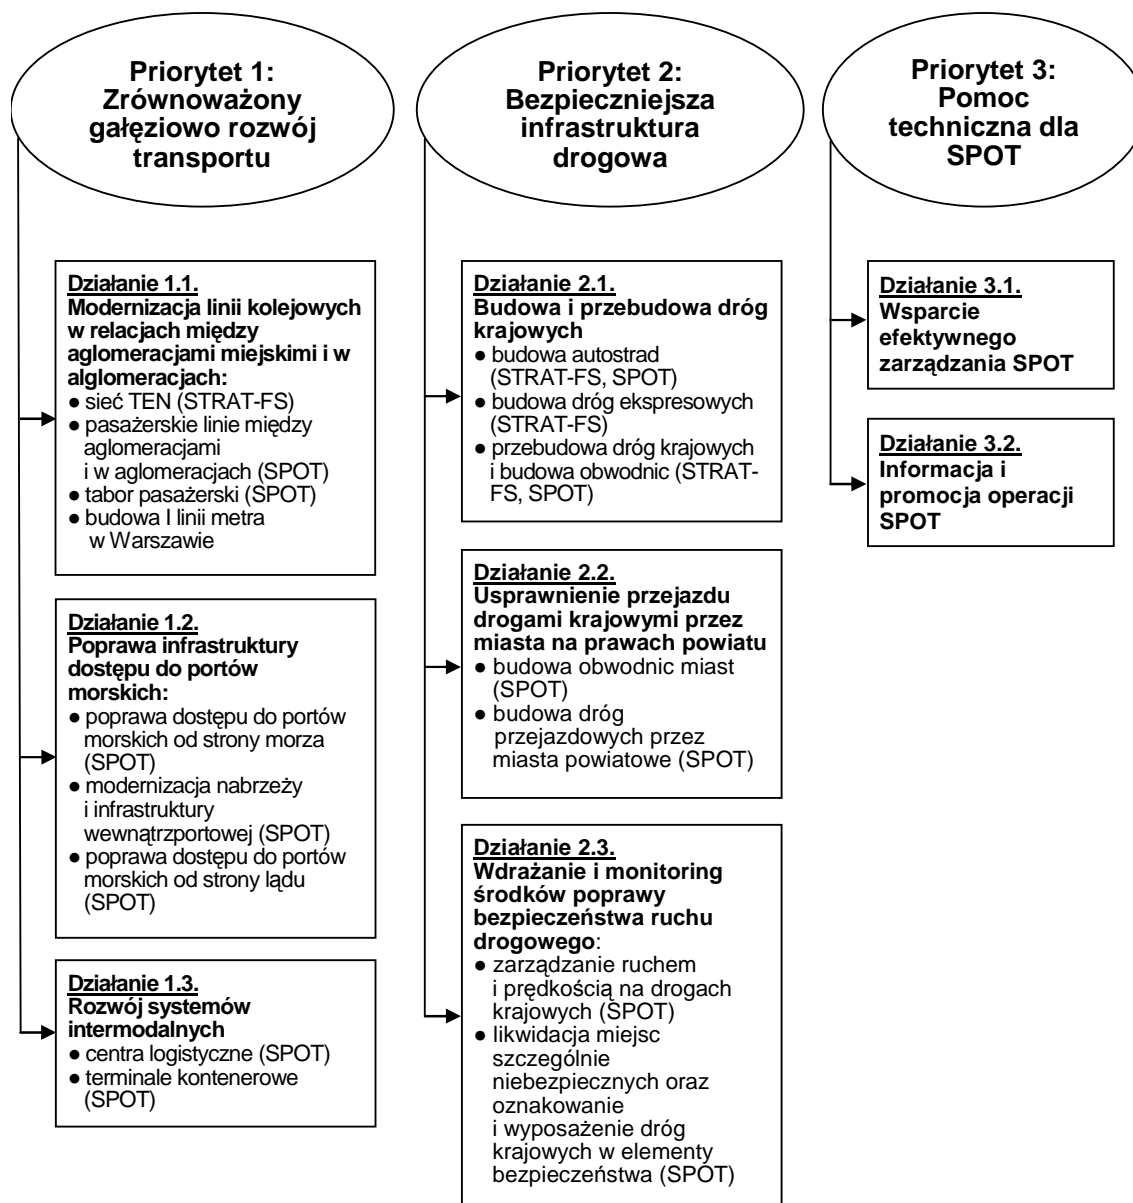 Priorytet 1:
Zrównoważony
gałęziowo rozwój
transportu
Działanie 1.1.
Modernizacja linii kolejowych
w relacjach między
aglomeracjami miejskimi i w
alglomeracjach:
● sieć TEN (STRAT-FS)
● pasażerskie linie między
aglomeracjami
i w aglomeracjach (SPOT)
● tabor pasażerski (SPOT)
● budowa I linii metra
w Warszawie
Działanie 1.2.
Poprawa infrastruktury
dostępu do portów
morskich:
● poprawa dostępu do portów
morskich od strony morza
(SPOT)
● modernizacja nabrzeży
i infrastruktury
wewnątrzportowej (SPOT)
● poprawa dostępu do portów
morskich od strony lądu
(SPOT)
Działanie 1.3.
Rozwój systemów
intermodalnych
● centra logistyczne (SPOT)
● terminale kontenerowe
(SPOT)
Priorytet 2:
Bezpieczniejsza
infrastruktura
drogowa
Działanie 2.1.
Budowa i przebudowa dróg
krajowych
● budowa autostrad
(STRAT-FS, SPOT)
● budowa dróg ekspresowych
(STRAT-FS)
● przebudowa dróg krajowych
i budowa obwodnic (STRAT-
FS, SPOT)
Działanie 2.2.
Usprawnienie przejazdu
drogami krajowymi przez
miasta na prawach powiatu
● budowa obwodnic miast
(SPOT)
● budowa dróg
przejazdowych przez
miasta powiatowe (SPOT)
Działanie 2.3.
Wdrażanie i monitoring
środków poprawy
bezpieczeństwa ruchu
drogowego:
● zarządzanie ruchem
i prędkością na drogach
krajowych (SPOT)
● likwidacja miejsc
szczególnie
niebezpiecznych oraz
oznakowanie
i wyposażenie dróg
krajowych w elementy
bezpieczeństwa (SPOT)
Priorytet 3:
Pomoc
techniczna dla
SPOT
Działanie 3.1.
Wsparcie
efektywnego
zarządzania SPOT
Działanie 3.2.
Informacja i
promocja operacji
SPOT